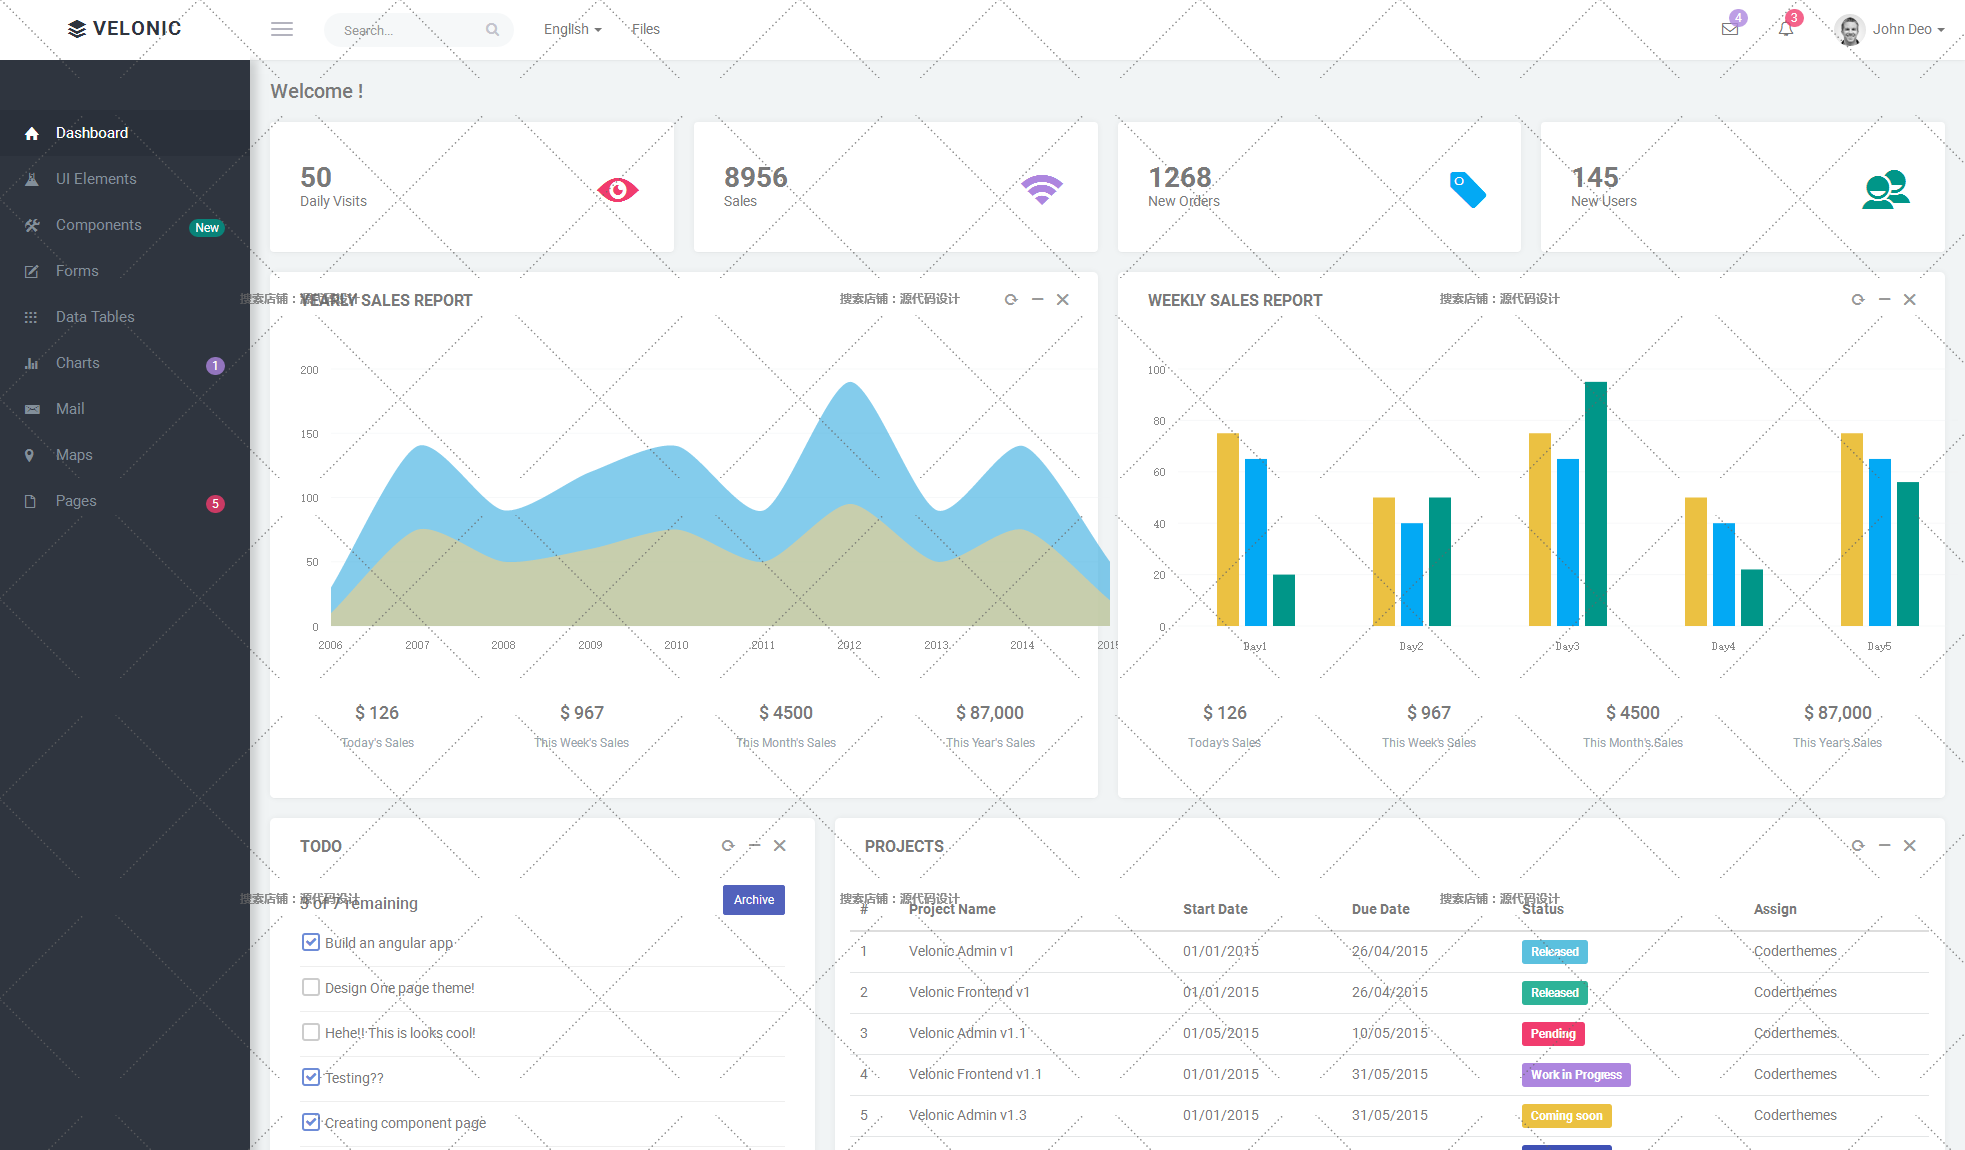 VELONIC
Search...
English
Files
4
3
John Deo
Dashboard
UI Elements
Components
New
Forms
Data Tables
Charts
1
Mail
Maps
Pages
5
Welcome !
50
Daily Visits
8956
Sales
1268
New Orders
145
New Users
搜索店铺：源代码设计
YEARLY SALES REPORT
搜索店铺：源代码设计
200
150
100
50
0
2006 2007 2008 2009 2010 2011 2012 2013 2014 2015
$ 126
Today's Sales
$ 967
This Week's Sales
$ 4500
This Month's Sales
$ 87,000
This Year's Sales
WEEKLY SALES REPORT
搜索店铺：源代码设计
100
80
60
40
20
0
Day1 Day2 Day3 Day4 Day5
$ 126
Today's Sales
$ 967
This Week's Sales
$ 4500
This Month's Sales
$ 87,000
This Year's Sales
TODO
搜索店铺：源代码设计
3 of 7 remaining
Archive
Build an angular app
Design One page theme!
Hehe!! This is looks cool!
Testing??
Creating component page
PROJECTS
搜索店铺：源代码设计
搜索店铺：源代码设计
# Project Name Start Date Due Date Status Assign
1 Velonic Admin v1 01/01/2015 26/04/2015 Released Coderthemes
2 Velonic Frontend v1 01/01/2015 26/04/2015 Released Coderthemes
3 Velonic Admin v1.1 01/05/2015 10/05/2015 Pending Coderthemes
4 Velonic Frontend v1.1 01/01/2015 31/05/2015 Work in Progress Coderthemes
5 Velonic Admin v1.3 01/01/2015 31/05/2015 Coming soon Coderthemes